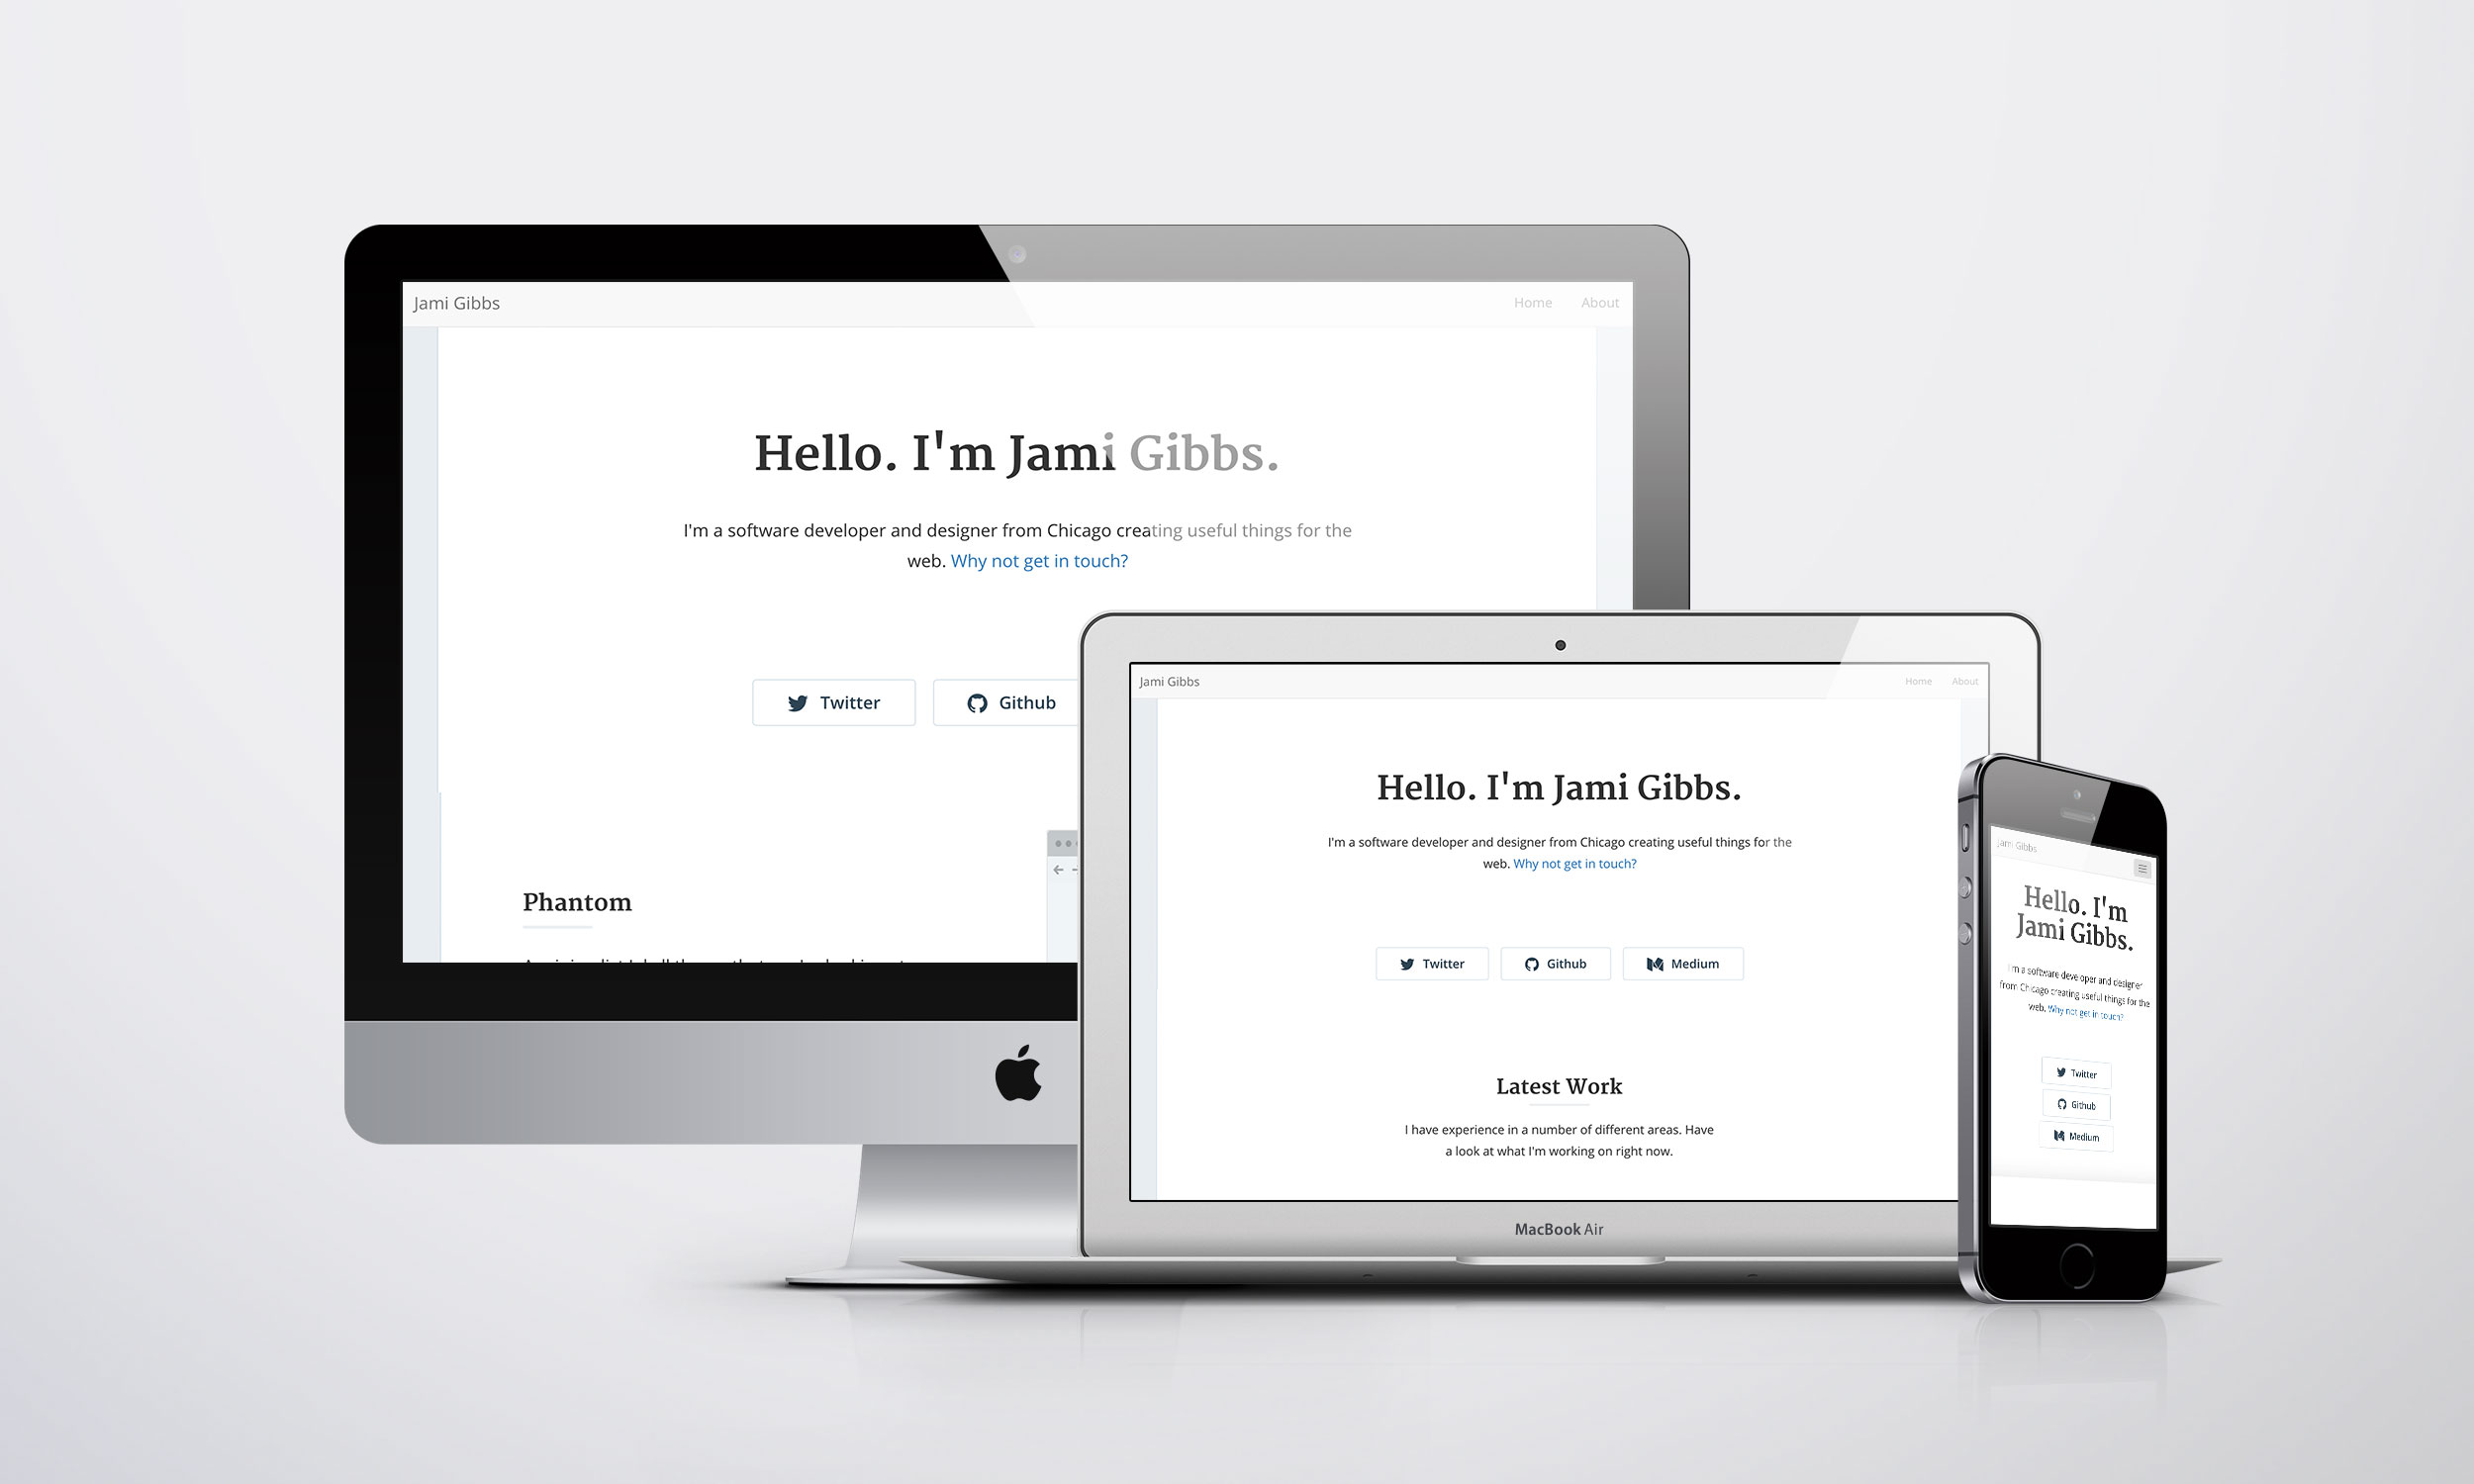 Jami Gibbs
Home About
Hello. I'm Jami Gibbs.
I'm a software developer and designer from Chicago creating useful things for the
web. Why not get in touch?
Twitter Github
Phantom
Jami Gibbs
Home About
Hello. I'm Jami Gibbs.
I'm a software developer and designer from Chicago creating useful things for the
web. Why not get in touch?
Twitter Github Medium
Latest Work
I have experience in a number of different areas. Have
a look at what I'm working on right now.
MacBook Air
Jami Gibbs
Hello. I'm
Jami Gibbs.
I'm a software developer and designer
from Chicago creating useful things for the
web. Why not get in touch?
Twitter
Github
Medium